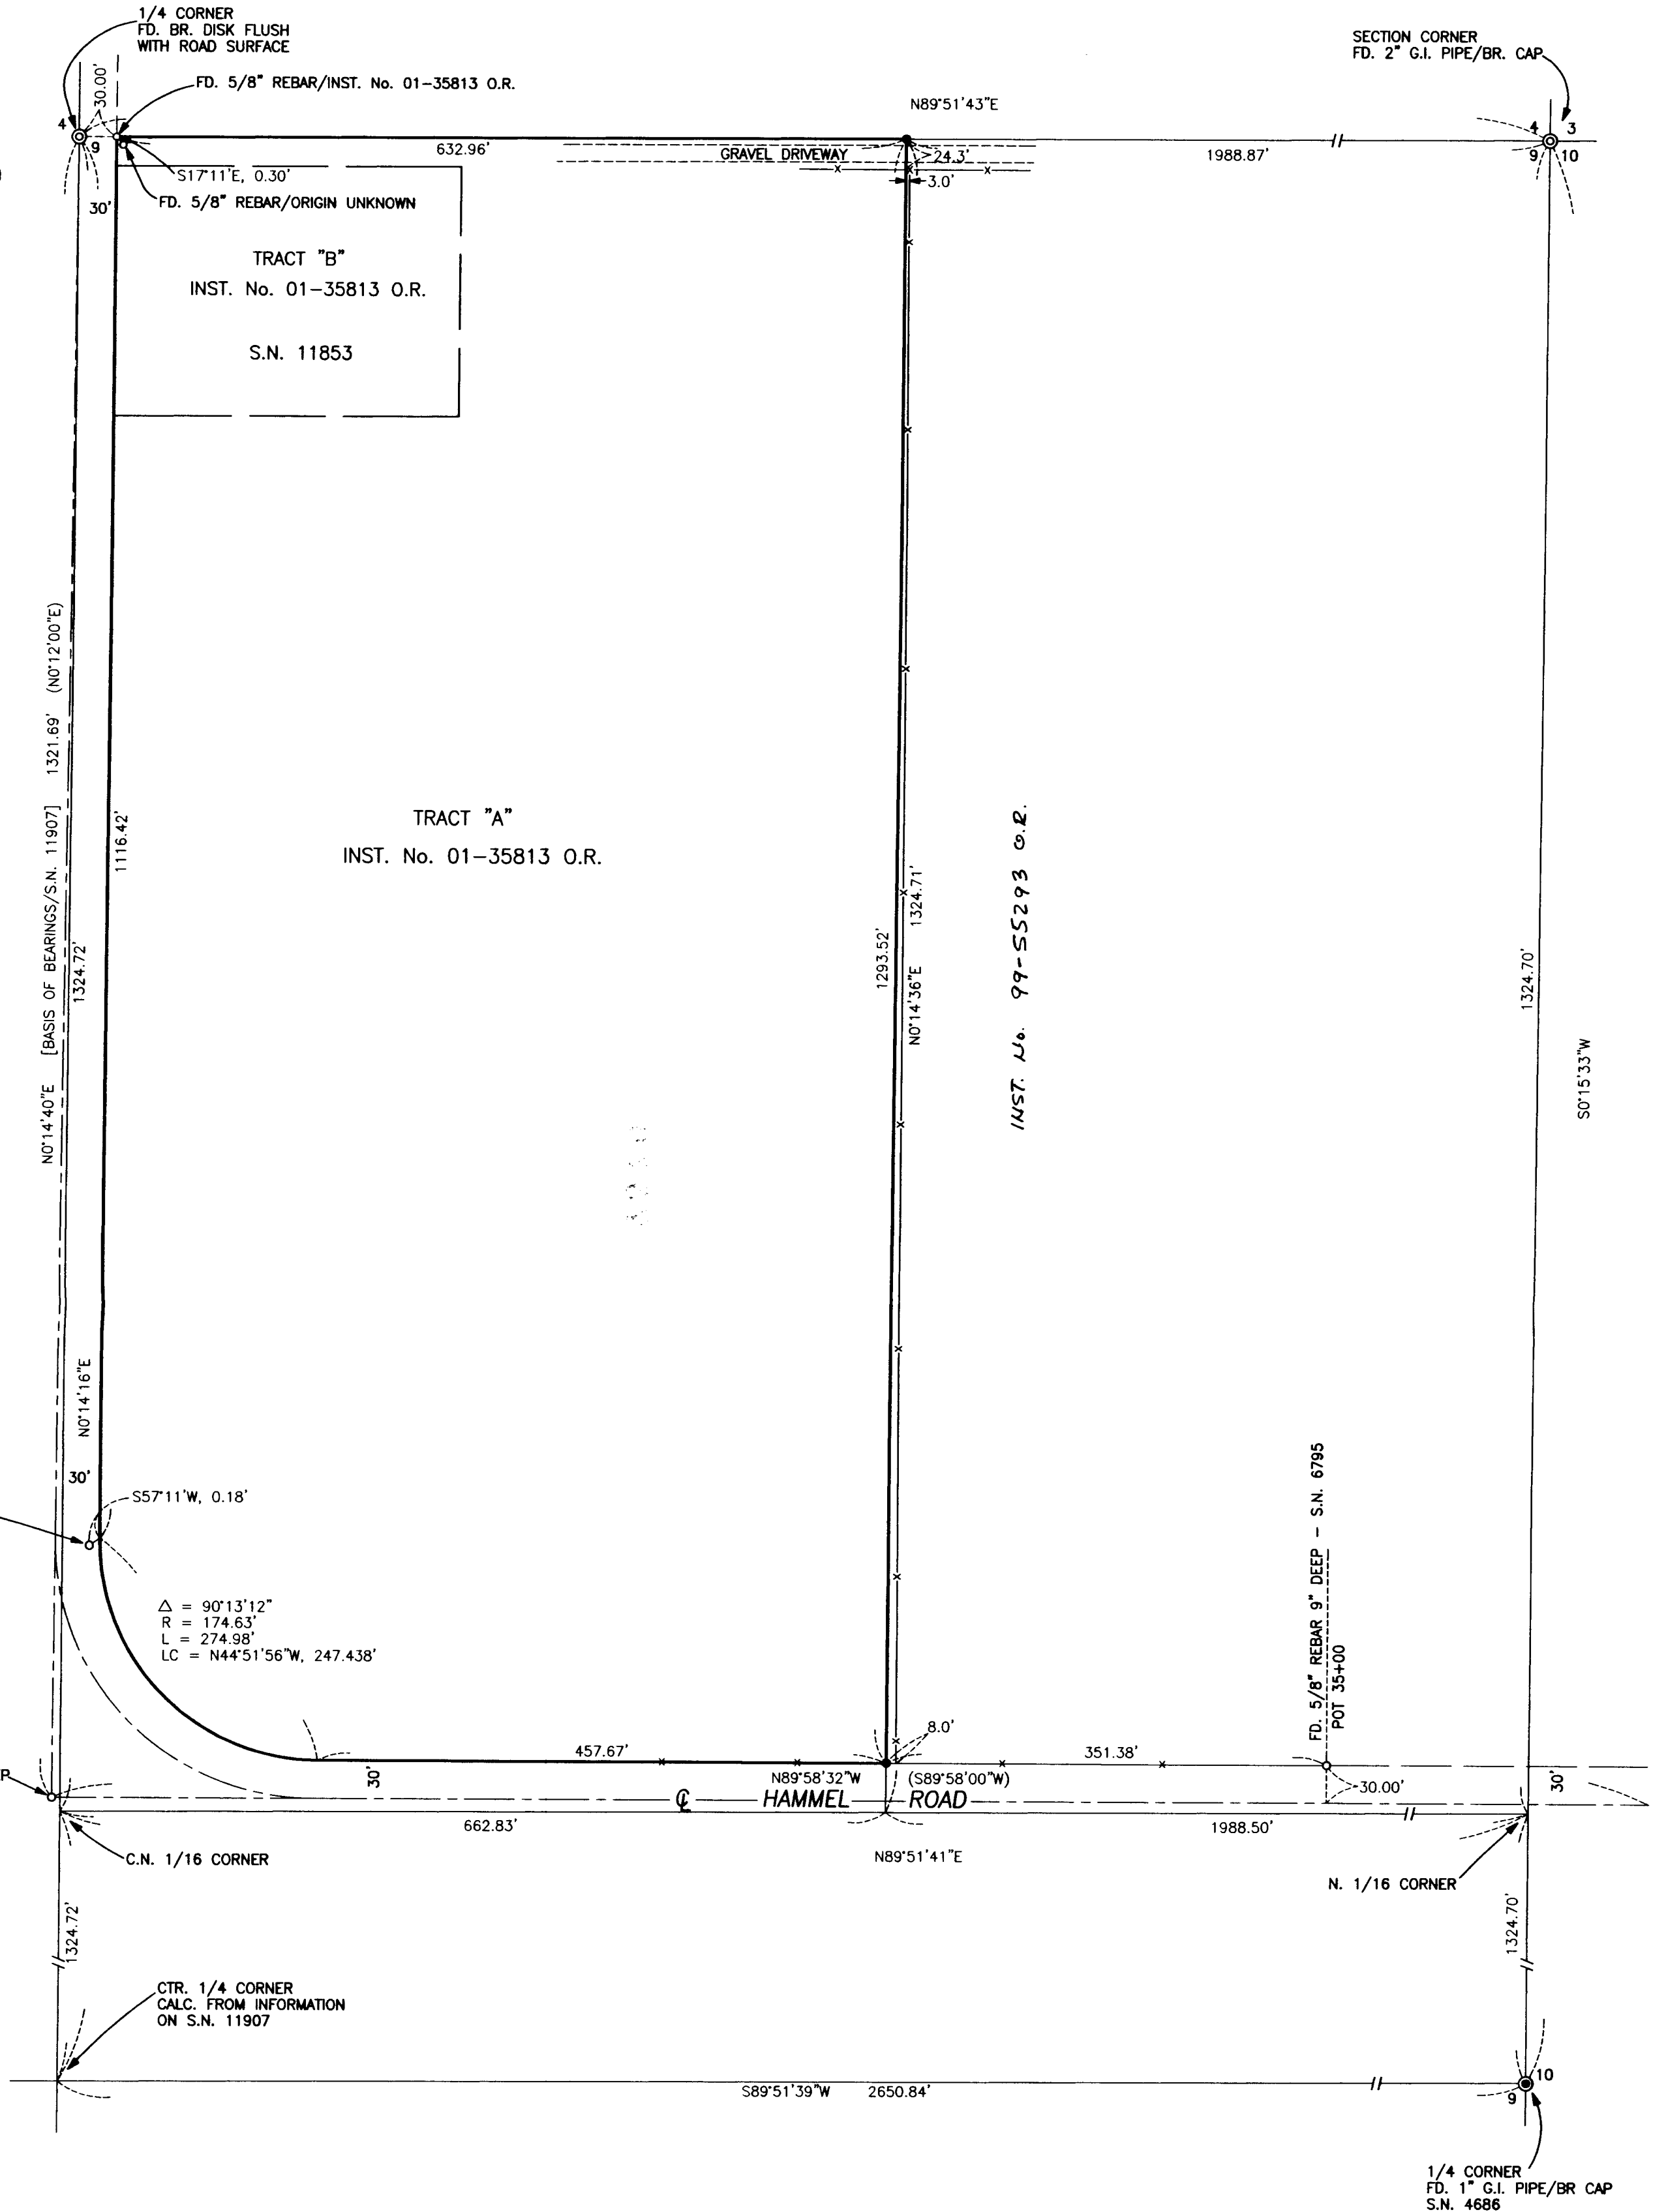 1/4 CORNER
FD. BR. DISK FLUSH
WITH ROAD SURFACE
SECTION CORNER
FD. 2" G.I. PIPE/BR. CAP
30.00'
FD. 5/8" REBAR/INST. No. 01-35813 O.R.
N89°51'43"E
4
9
4 3
9 10
632.96'
GRAVEL DRIVEWAY
24.3'
1988.87'
S17°11'E, 0.30'
3.0'
30'
FD. 5/8" REBAR/ORIGIN UNKNOWN
TRACT "B"
INST. No. 01-35813 O.R.
S.N. 11853
N0°14'40"E [BASIS OF BEARINGS/S.N. 11907] 1321.69' (N0°12'00"E)
1324.72'
1116.42'
N0°14'16"E
TRACT "A"
INST. No. 01-35813 O.R.
1293.52'
N0°14'36"E 1324.71'
INST. No. 99-55293 O.R.
1324.70'
S0°15'33"W
30'
S57°11'W, 0.18'
Δ = 90°13'12"
R = 174.63'
L = 274.98'
LC = N44°51'56"W, 247.438'
FD. 5/8" REBAR 9" DEEP - S.N. 6795
POT 35+00
8.0'
457.67'
351.38'
30'
N89°58'32"W (S89°58'00"W)
30.00'
30'
P
℄ HAMMEL ROAD
662.83'
1988.50'
N89°51'41"E
C.N. 1/16 CORNER
N. 1/16 CORNER
1324.72'
1324.70'
CTR. 1/4 CORNER
CALC. FROM INFORMATION
ON S.N. 11907
S89°51'39"W 2650.84'
10
9
1/4 CORNER
FD. 1" G.I. PIPE/BR CAP
S.N. 4686